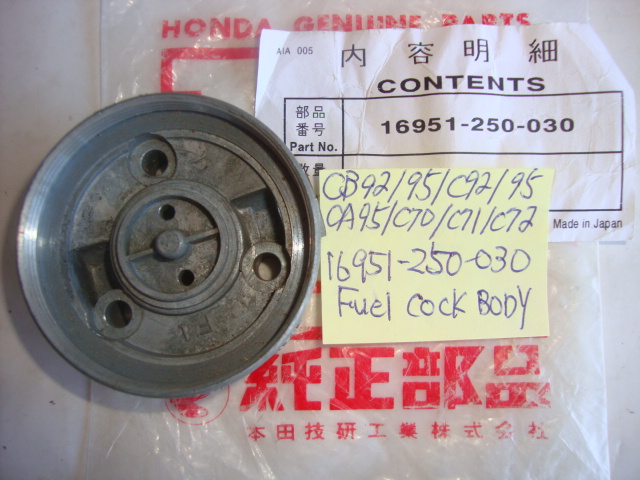 HONDA GENUINE PARTS
AIA 005
内容明細
CONTENTS
部品
番号
Part No.
16951-250-030
数量
Made in Japan
CB92/95/C92/95
CA95/C70/C71/C72
16951-250-030
Fuel cock BODY
純正部品
本田技研工業株式会社